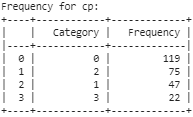 Frequency for cp:
+----+------------+-------------+
|    |   Category |   Frequency |
|----+------------+-------------|
|  0 |          0 |         119 |
|  1 |          2 |          75 |
|  2 |          1 |          47 |
|  3 |          3 |          22 |
+----+------------+-------------+